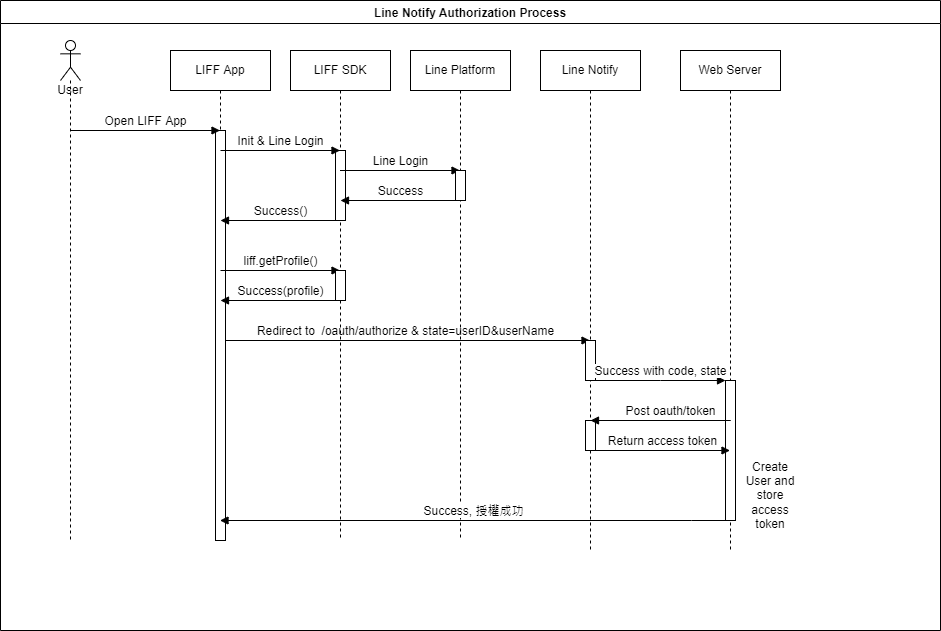 Line Notify Authorization Process
LIFF App
LIFF SDK
Line Platform
Line Notify
Web Server
User
Open LIFF App
Init & Line Login
Line Login
Success
Success()
liff.getProfile()
Success(profile)
Redirect to /oauth/authorize & state=userID&userName
Success with code, state
Post oauth/token
Return access token
Create
User and
store
access
token
Success, 授權成功